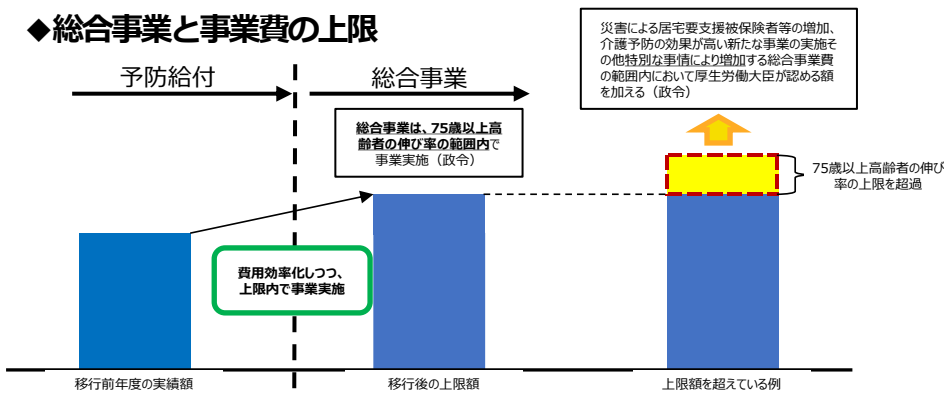 ◆総合事業と事業費の上限
予防給付
総合事業
災害による居宅要支援被保険者等の増加、
介護予防の効果が高い新たな事業の実施そ
の他特別な事情により増加する総合事業費
の範囲内において厚生労働大臣が認める額
を加える（政令）
総合事業は、75歳以上高
齢者の伸び率の範囲内で
事業実施（政令）
75歳以上高齢者の伸び
率の上限を超過
費用効率化しつつ、
上限内で事業実施
移行前年度の実績額
移行後の上限額
上限額を超えている例